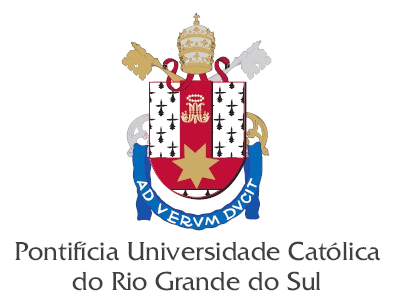 AD VERVM DVCIT
Pontifícia Universidade Católica
do Rio Grande do Sul